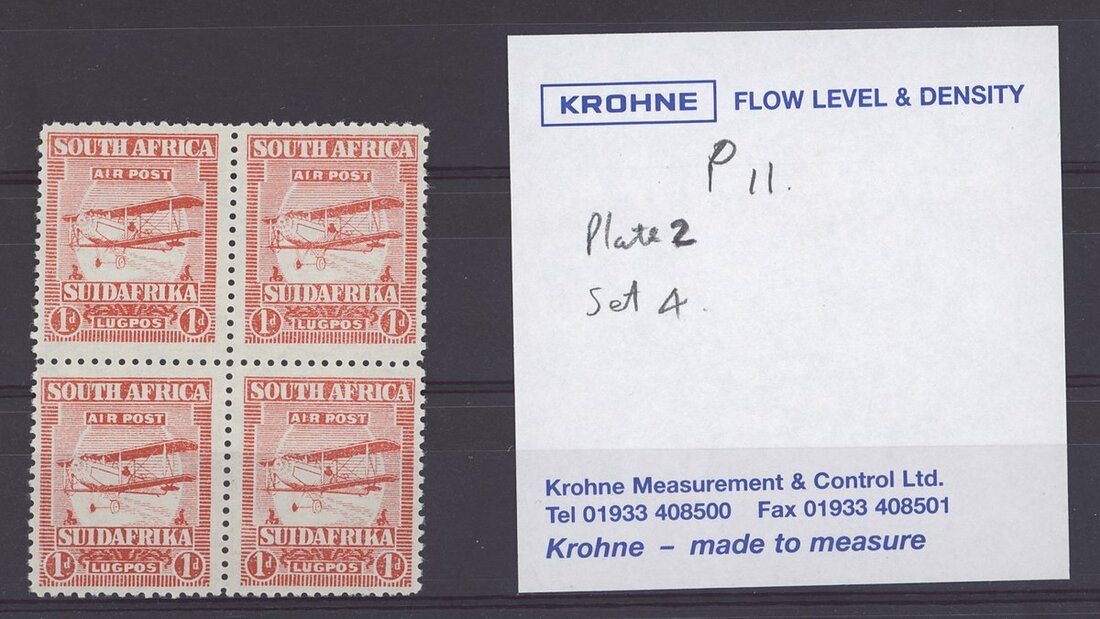 SOUTH AFRICA
AIR POST
SUIDAFRIKA
1d LUGPOS 1d
SOUTH AFRICA
AIR POST
SUIDAFRIKA
1d LUGPOS 1d
SOUTH AFRICA
AIR POST
SUIDAFRIKA
1d LUGPOS 1d
SOUTH AFRICA
AIR POST
SUIDAFRIKA
1d LUGPOS 1d
KROHNE FLOW LEVEL & DENSITY
P 11.
Plate 2
Set 4.
Krohne Measurement & Control Ltd.
Tel 01933 408500 Fax 01933 408501
Krohne – made to measure